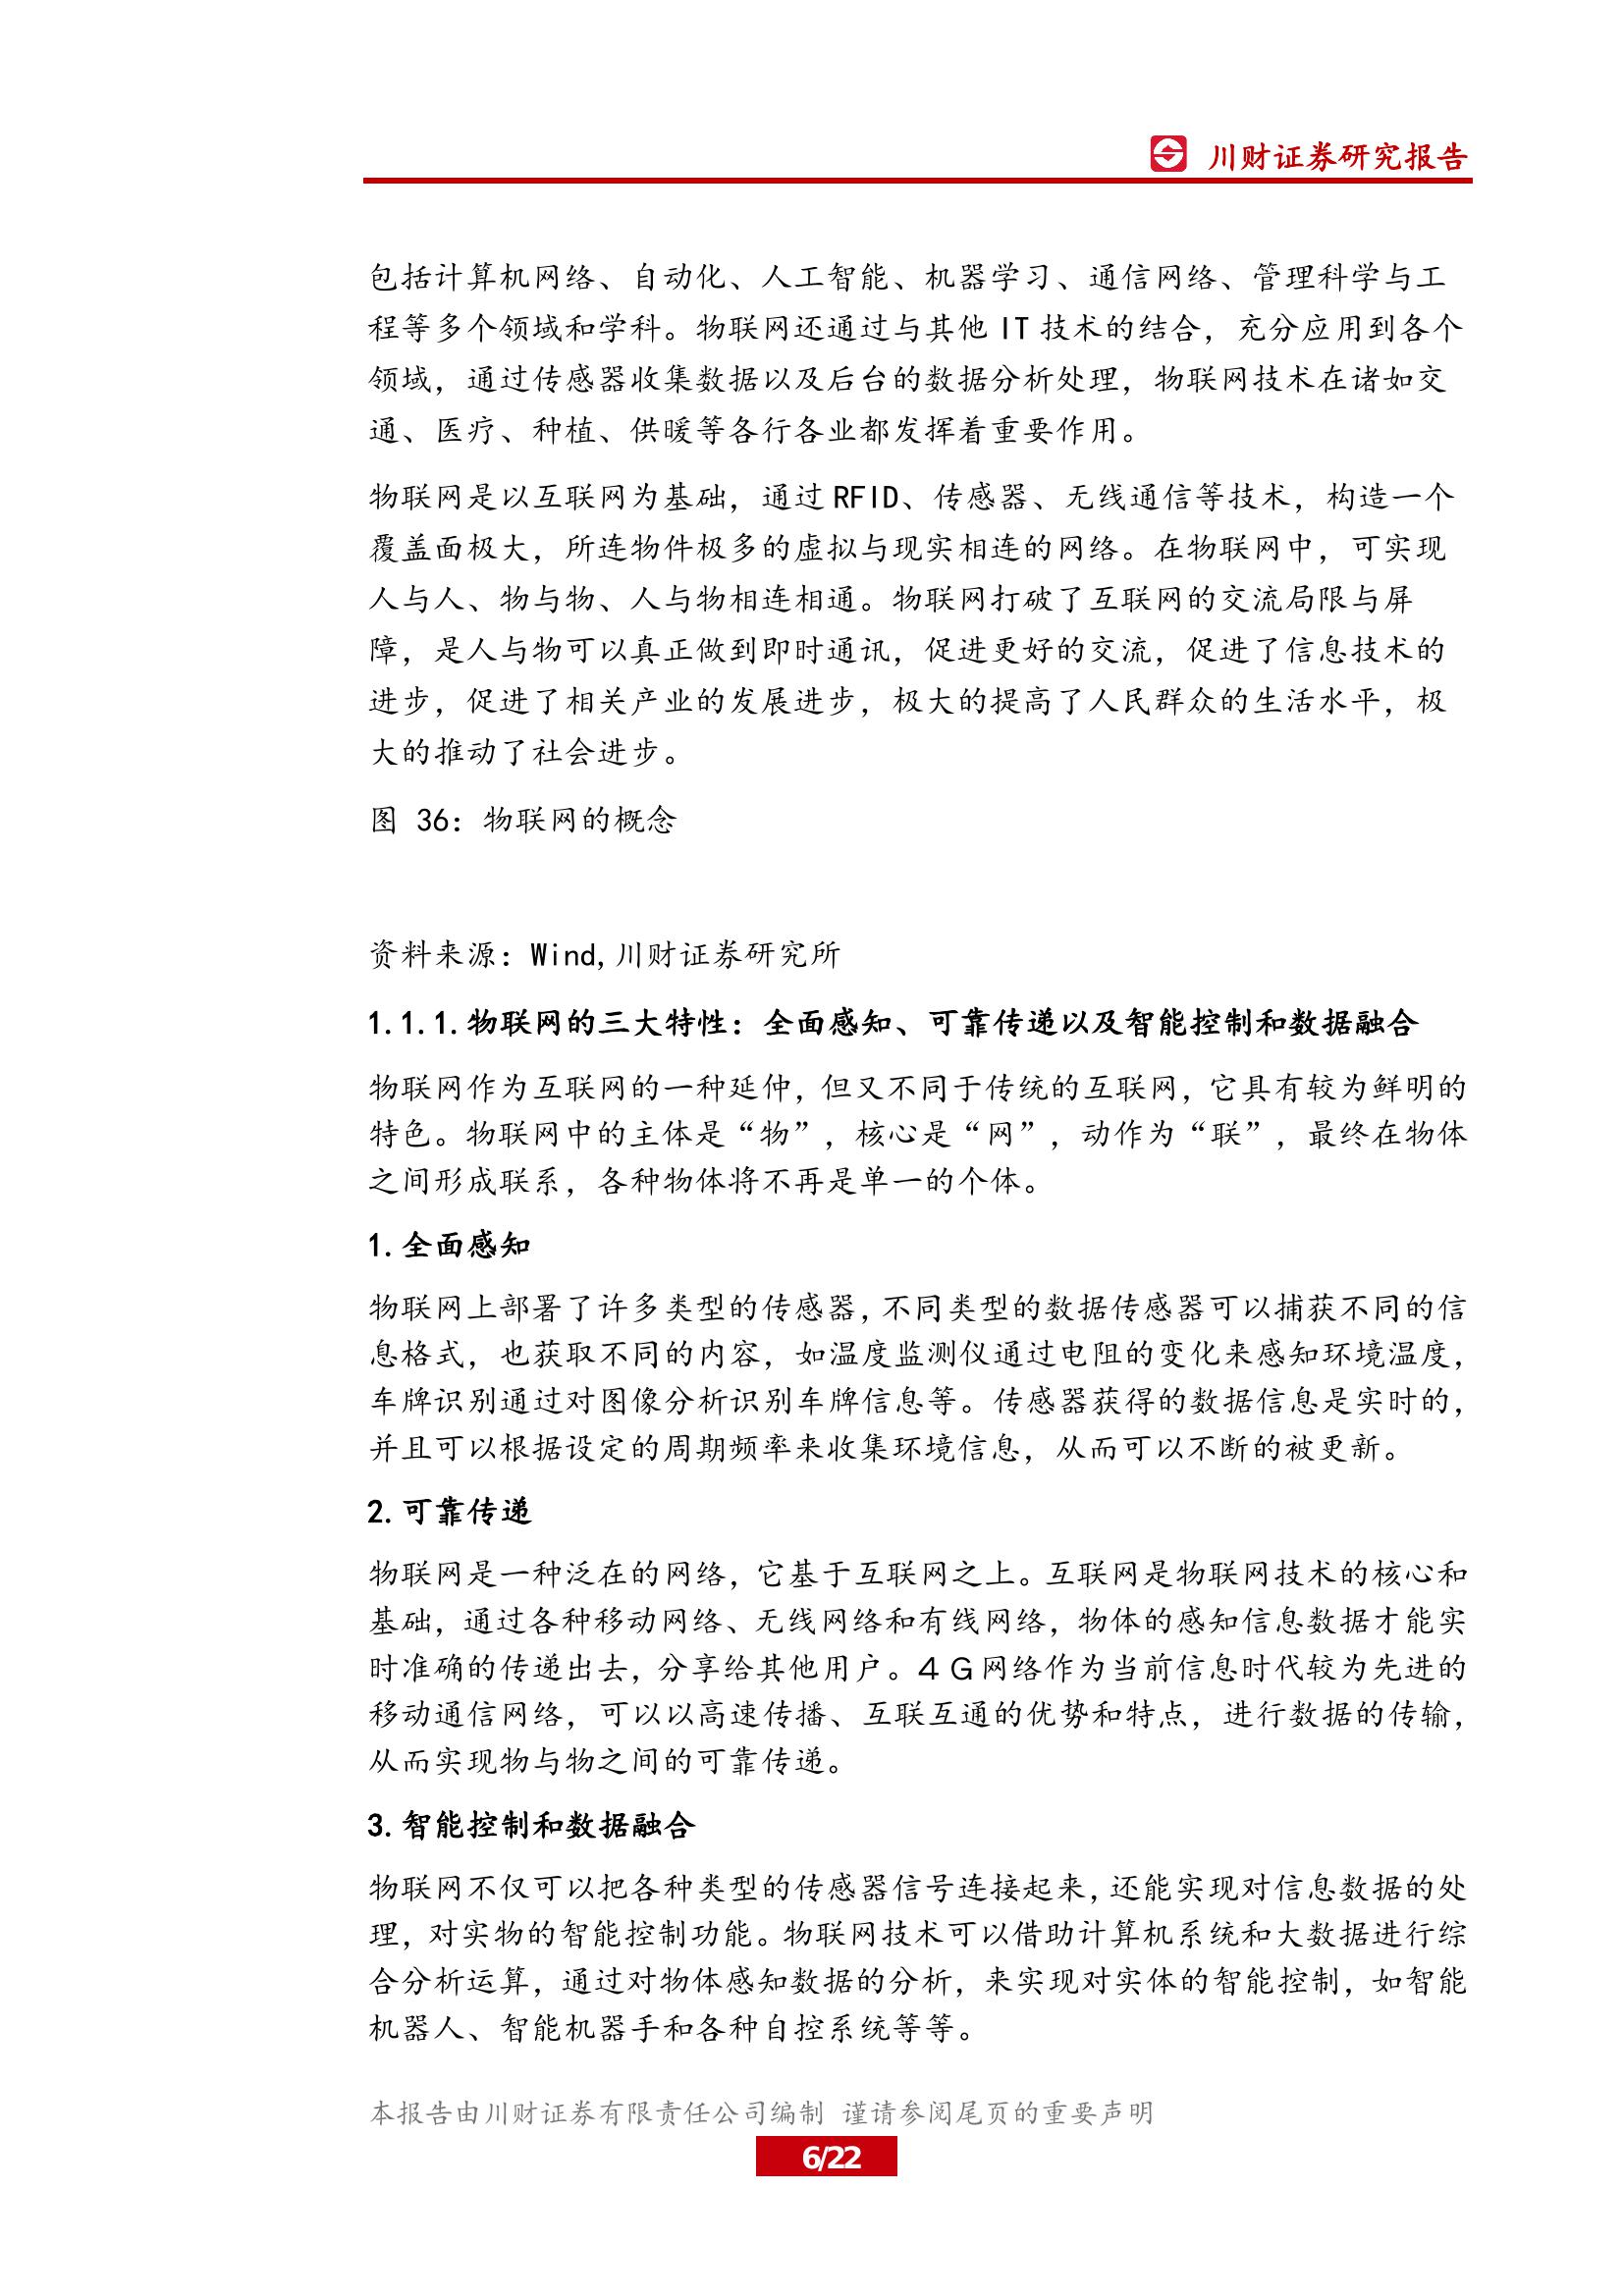 川财证券研究报告
包括计算机网络、自动化、人工智能、机器学习、通信网络、管理科学与工
程等多个领域和学科。物联网还通过与其他 IT 技术的结合，充分应用到各个
领域，通过传感器收集数据以及后台的数据分析处理，物联网技术在诸如交
通、医疗、种植、供暖等各行各业都发挥着重要作用。
物联网是以互联网为基础，通过 RFID、传感器、无线通信等技术，构造一个
覆盖面极大，所连物件极多的虚拟与现实相连的网络。在物联网中，可实现
人与人、物与物、人与物相连相通。物联网打破了互联网的交流局限与屏
障，是人与物可以真正做到即时通讯，促进更好的交流，促进了信息技术的
进步，促进了相关产业的发展进步，极大的提高了人民群众的生活水平，极
大的推动了社会进步。
图 36：物联网的概念
资料来源：Wind,川财证券研究所
1.1.1.物联网的三大特性：全面感知、可靠传递以及智能控制和数据融合
物联网作为互联网的一种延伸，但又不同于传统的互联网，它具有较为鲜明的
特色。物联网中的主体是“物”，核心是“网”，动作为“联”，最终在物体
之间形成联系，各种物体将不再是单一的个体。
1.全面感知
物联网上部署了许多类型的传感器，不同类型的数据传感器可以捕获不同的信
息格式，也获取不同的内容，如温度监测仪通过电阻的变化来感知环境温度，
车牌识别通过对图像分析识别车牌信息等。传感器获得的数据信息是实时的，
并且可以根据设定的周期频率来收集环境信息，从而可以不断的被更新。
2.可靠传递
物联网是一种泛在的网络，它基于互联网之上。互联网是物联网技术的核心和
基础，通过各种移动网络、无线网络和有线网络，物体的感知信息数据才能实
时准确的传递出去，分享给其他用户。４Ｇ网络作为当前信息时代较为先进的
移动通信网络，可以以高速传播、互联互通的优势和特点，进行数据的传输，
从而实现物与物之间的可靠传递。
3.智能控制和数据融合
物联网不仅可以把各种类型的传感器信号连接起来，还能实现对信息数据的处
理，对实物的智能控制功能。物联网技术可以借助计算机系统和大数据进行综
合分析运算，通过对物体感知数据的分析，来实现对实体的智能控制，如智能
机器人、智能机器手和各种自控系统等等。
本报告由川财证券有限责任公司编制 谨请参阅尾页的重要声明
6/22